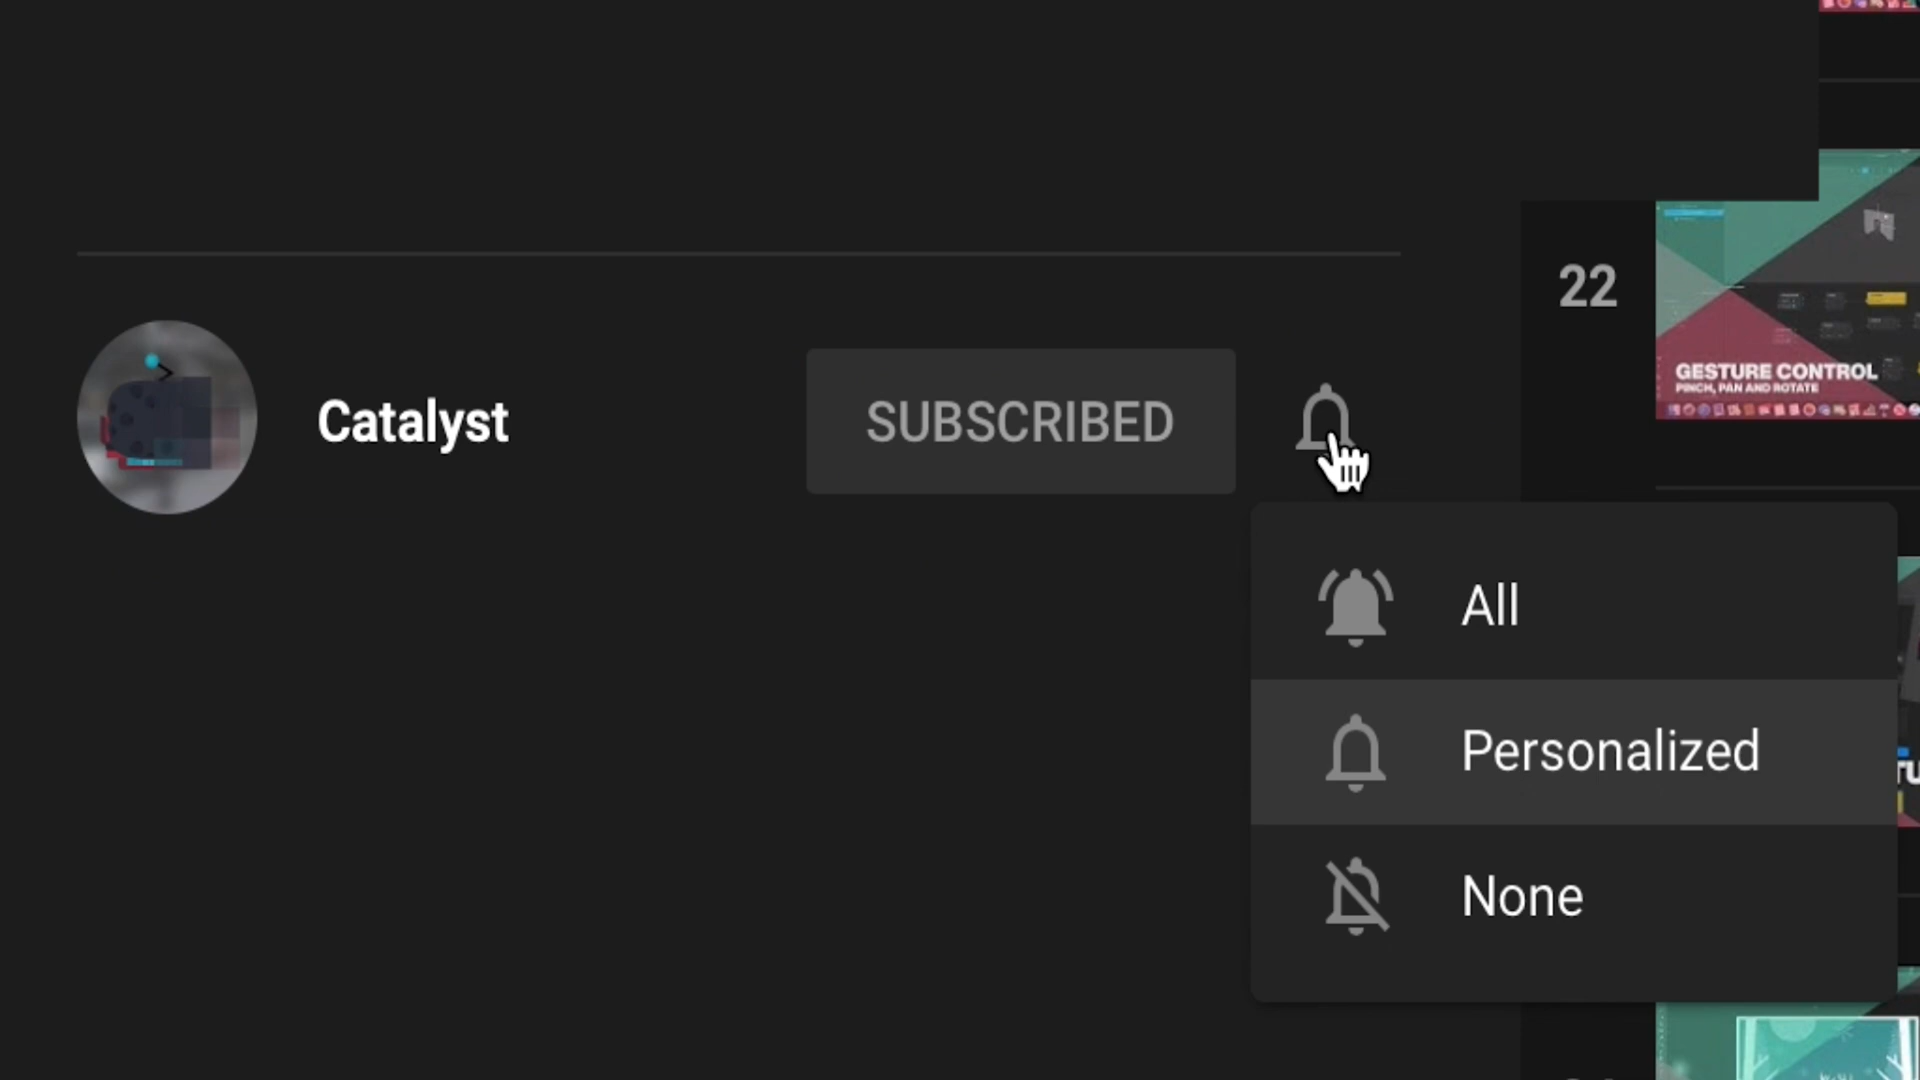 22
GESTURE CONTROL
PINCH, PAN AND ROTATE
Catalyst
SUBSCRIBED
All
Personalized
None